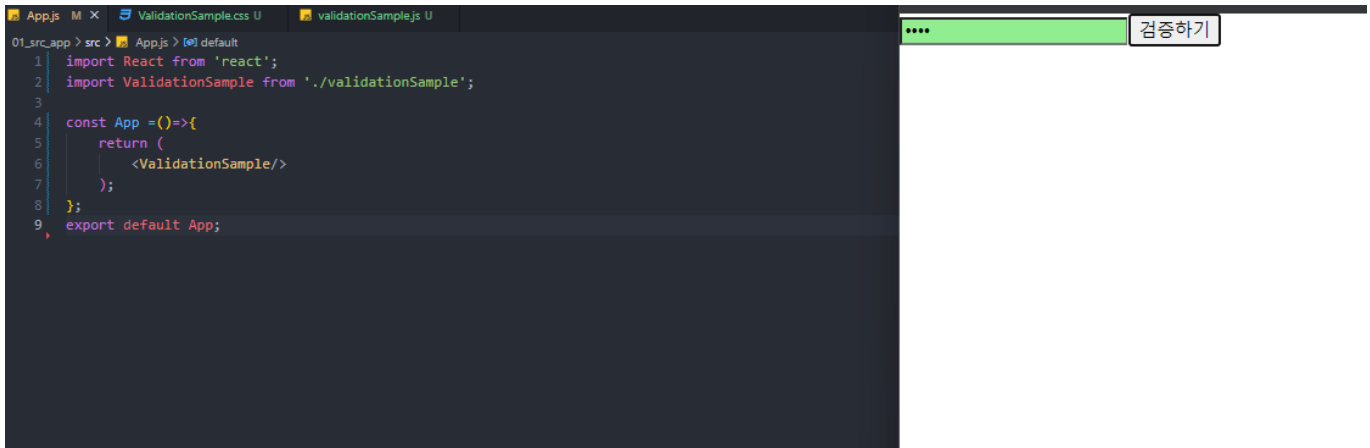 App.js M ValidationSample.css U validationSample.js U
01_src_app > src > App.js > default
1 import React from 'react';
2 import ValidationSample from './validationSample';
3
4 const App =()=>{
5 return (
6 <ValidationSample/>
7 );
8 };
9 export default App;
•••• 검증하기